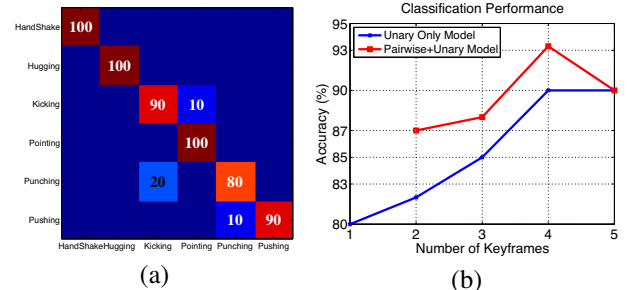 HandShake 100
Hugging 100
Kicking 90 10
Pointing 100
Punching 20 80
Pushing 10 90
HandShake Hugging Kicking Pointing Punching Pushing
(a)
Classification Performance
Unary Only Model
Pairwise+Unary Model
Accuracy (%)
95
93
90
87
85
83
80
1 2 3 4 5
Number of Keyframes
(b)